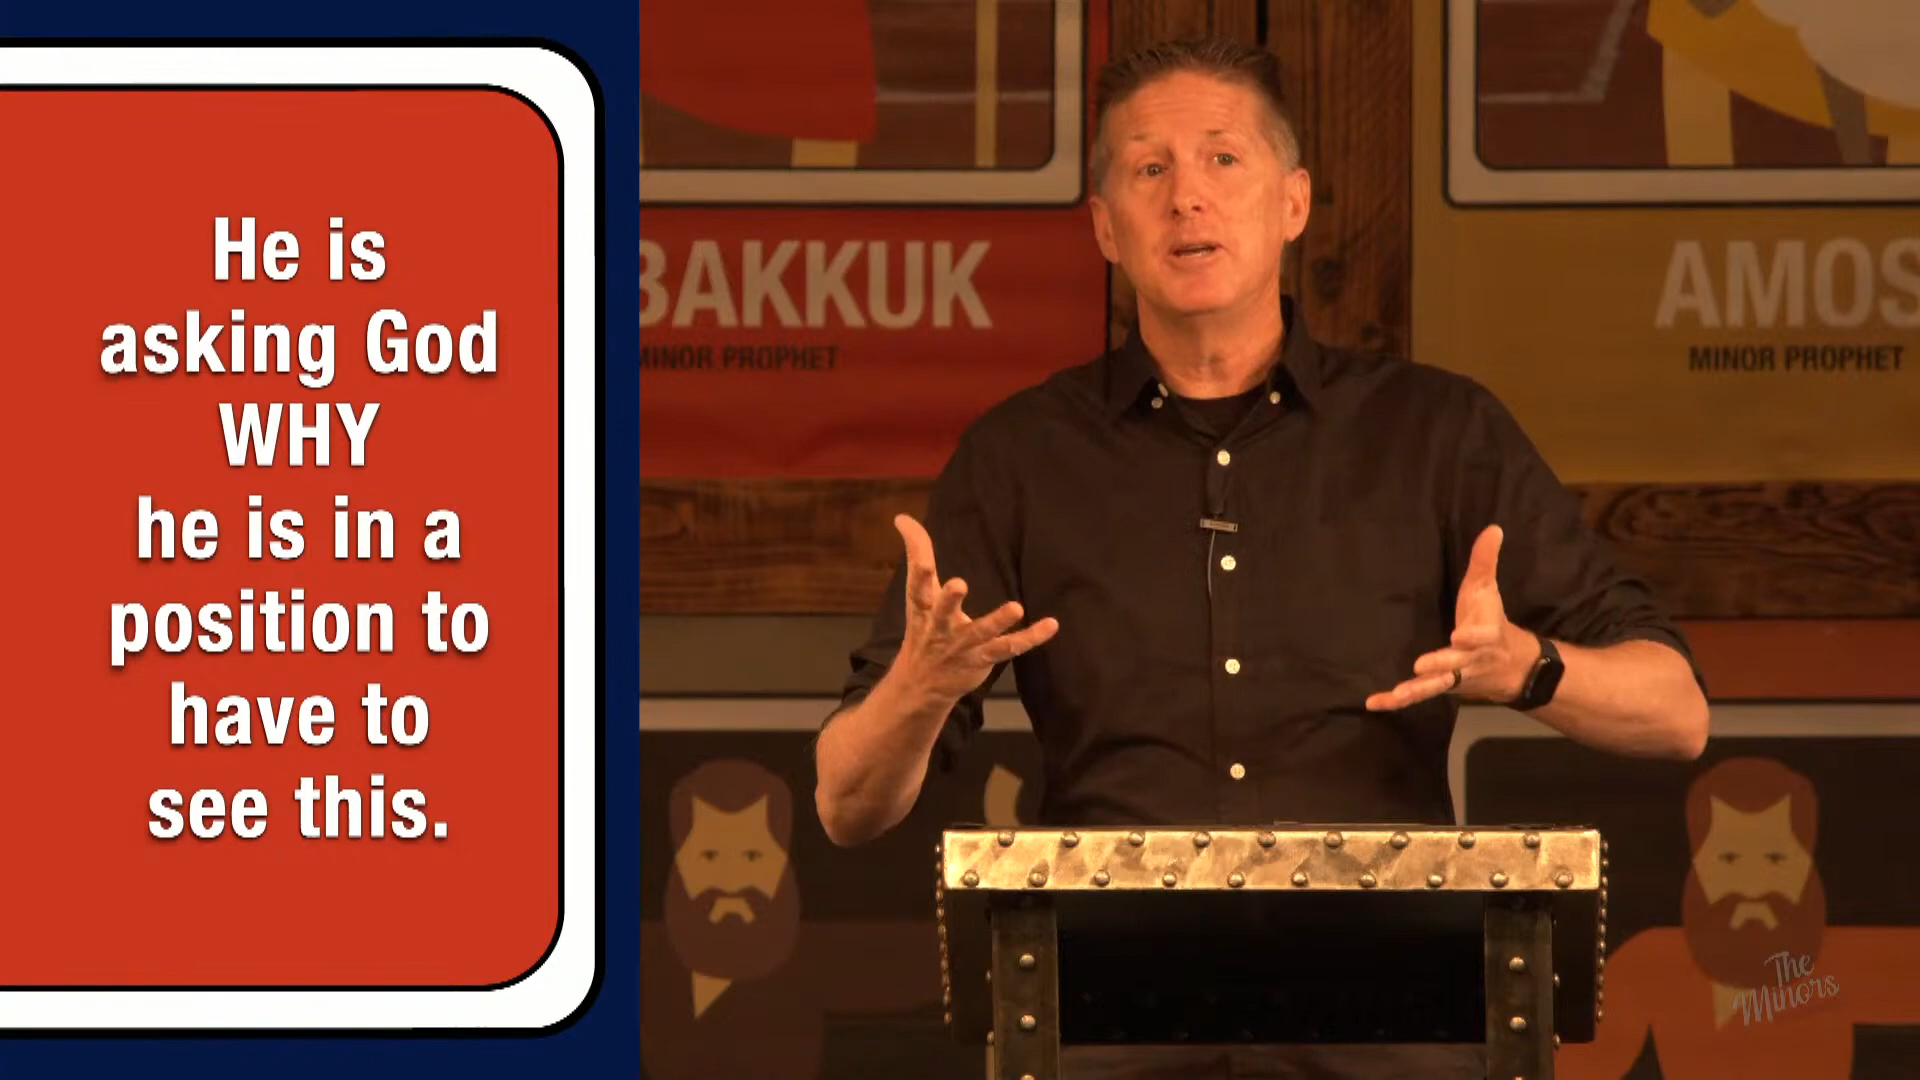 He is
asking God
WHY
he is in a
position to
have to
see this.
BAKKUK
MINOR PROPHET
AMOS
MINOR PROPHET
The
Minors